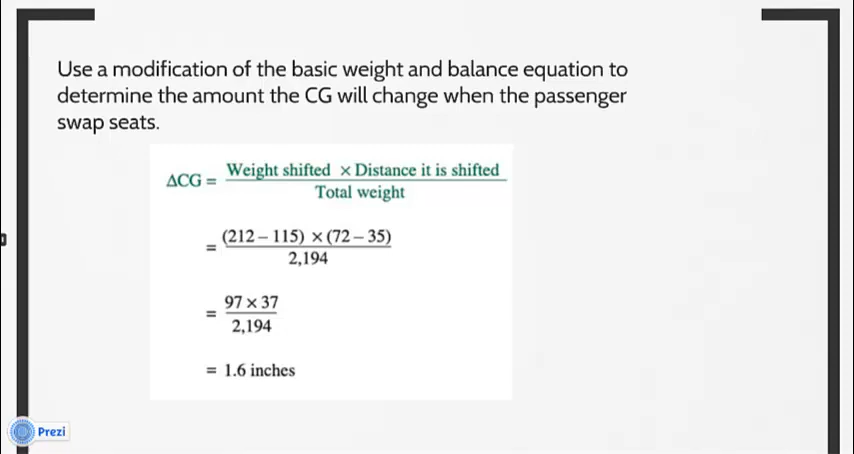 Use a modification of the basic weight and balance equation to
determine the amount the CG will change when the passenger
swap seats.
ΔCG = Weight shifted × Distance it is shifted
Total weight
= (212 – 115) × (72 – 35)
2,194
= 97 × 37
2,194
= 1.6 inches
Prezi